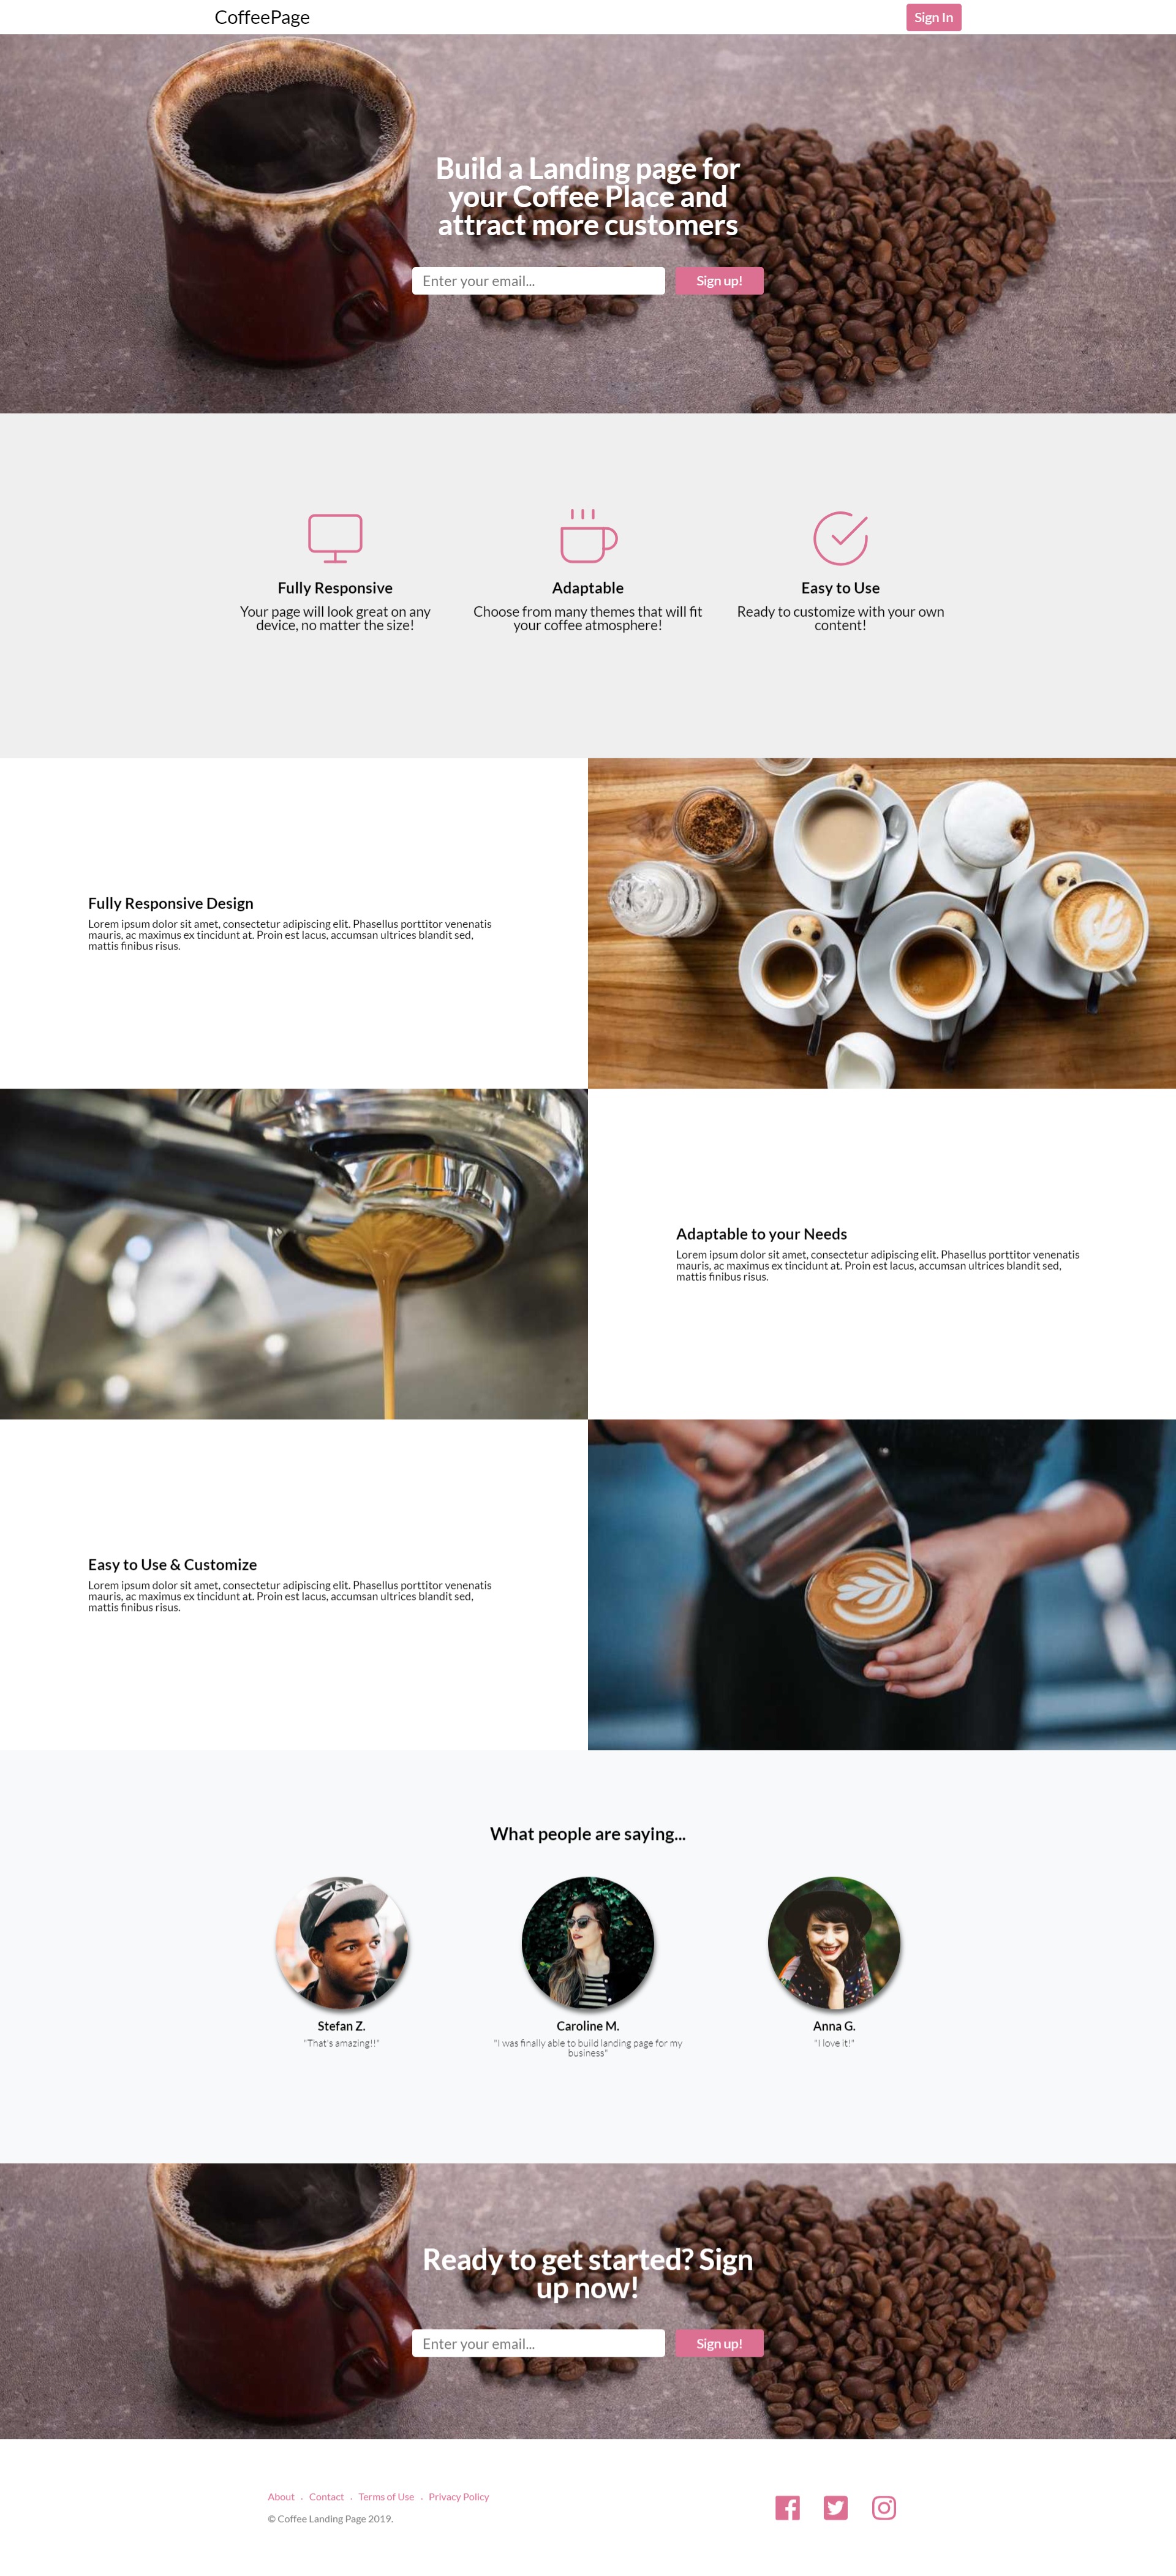 CoffeePage
Sign In
Build a Landing page for
your Coffee Place and
attract more customers
Enter your email...
Sign up!
Fully Responsive
Your page will look great on any
device, no matter the size!
Adaptable
Choose from many themes that will fit
your coffee atmosphere!
Easy to Use
Ready to customize with your own
content!
Fully Responsive Design
Lorem ipsum dolor sit amet, consectetur adipiscing elit. Phasellus porttitor venenatis
mauris, ac maximus ex tincidunt at. Proin est lacus, accumsan ultrices blandit sed,
mattis finibus risus.
Adaptable to your Needs
Lorem ipsum dolor sit amet, consectetur adipiscing elit. Phasellus porttitor venenatis
mauris, ac maximus ex tincidunt at. Proin est lacus, accumsan ultrices blandit sed,
mattis finibus risus.
Easy to Use & Customize
Lorem ipsum dolor sit amet, consectetur adipiscing elit. Phasellus porttitor venenatis
mauris, ac maximus ex tincidunt at. Proin est lacus, accumsan ultrices blandit sed,
mattis finibus risus.
What people are saying...
Stefan Z.
"That's amazing!!"
Caroline M.
"I was finally able to build landing page for my
business"
Anna G.
"I love it!"
Ready to get started? Sign
up now!
Enter your email...
Sign up!
About . Contact . Terms of Use . Privacy Policy
© Coffee Landing Page 2019.